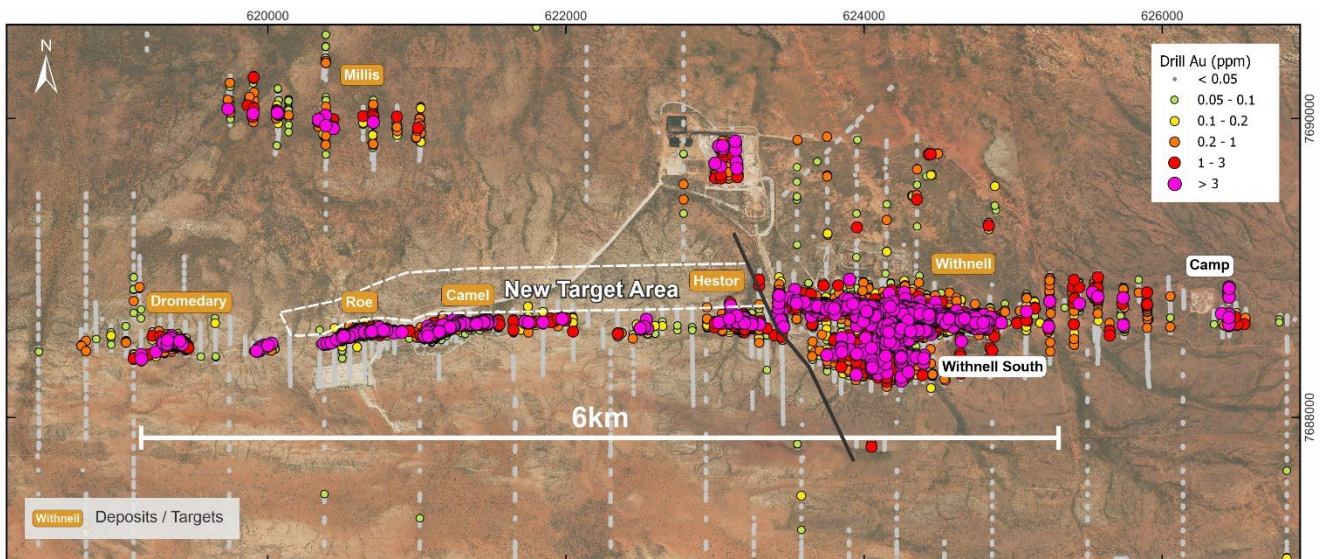 620000
622000
624000
626000
N
Millis
Drill Au (ppm)
< 0.05
0.05 - 0.1
0.1 - 0.2
0.2 - 1
1 - 3
> 3
7690000
Dromedary
Roe
Camel
New Target Area
Hestor
Withnell
Camp
Withnell South
6km
7688000
Withnell
Deposits / Targets